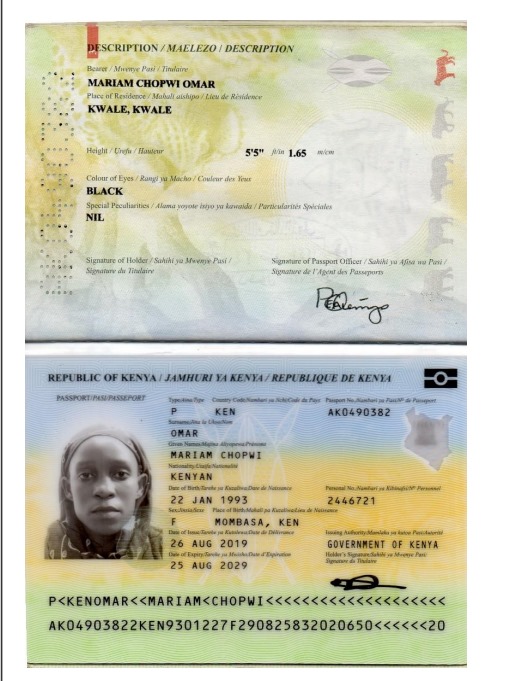 DESCRIPTION / MAELEZO / DESCRIPTION
Bearer / Mwenye Pasi / Titulaire
MARIAM CHOPWI OMAR
Place of Residence / Mahali aishipo / Lieu de Résidence
KWALE, KWALE
Height / Urefu / Hauteur 5'5" ft/in 1.65 m/cm
Colour of Eyes / Rangi ya Macho / Couleur des Yeux
BLACK
Special Peculiarities / Alama yoyote isiyo ya kawaida / Particularités Spéciales
NIL
Signature of Holder / Sahihi ya Mwenye Pasi / Signature of Passport Officer / Sahihi ya Afisa wa Pasi /
Signature du Titulaire Signature de l'Agent des Passeports
REPUBLIC OF KENYA / JAMHURI YA KENYA / REPUBLIQUE DE KENYA
PASSPORT/PASI/PASSEPORT Type/Aina/Type Country Code/Nambari ya Nchi/Code du Pays Passport No./Nambari ya Pasi/Nº de Passeport
P KEN AK0490382
Surname/Jina la Ukoo/Nom
OMAR
Given Names/Majina Aliyopewa/Prénoms
MARIAM CHOPWI
Nationality/Uraifa/Nationalité
KENYAN
Date of Birth/Tarehe ya Kuzaliwa/Date de Naissance Personal No./Nambari ya Kibinafsi/Nº Personnel
22 JAN 1993 2446721
Sex/Jinsia/Sexe Place of Birth/Mahali pa Kuzaliwa/Lieu de Naissance
F MOMBASA, KEN
Date of Issue/Tarehe ya Kutolewa/Date de Délivrance Issuing Authority/Mamlaka ya kutoa Pasi/Autorité
26 AUG 2019 GOVERNMENT OF KENYA
Date of Expiry/Tarehe ya Mwisho/Date d'Expiration Holder's Signature/Sahihi ya Mwenye Pasi
25 AUG 2029 Signature du Titulaire
P<KENOMAR<<MARIAM<CHOPWI<<<<<<<<<<<<<<<<<<<<
AK04903822KEN9301227F290825832020650<<<<<<20